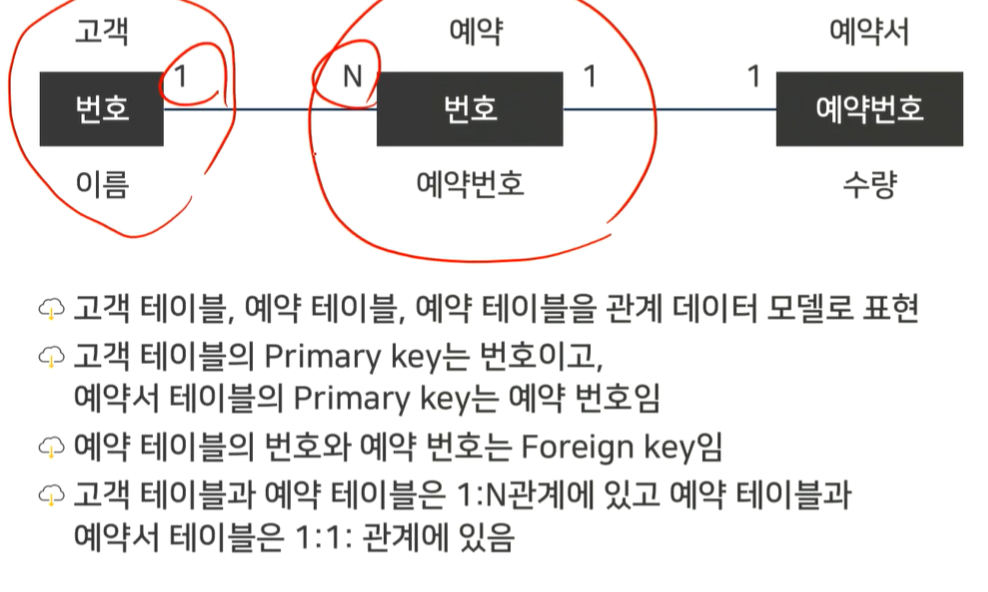 고객 예약 예약서
1 N 1 1
번호 번호 예약번호
이름 예약번호 수량
고객 테이블, 예약 테이블, 예약 테이블을 관계 데이터 모델로 표현
고객 테이블의 Primary key는 번호이고,
예약서 테이블의 Primary key는 예약 번호임
예약 테이블의 번호와 예약 번호는 Foreign key임
고객 테이블과 예약 테이블은 1:N관계에 있고 예약 테이블과
예약서 테이블은 1:1: 관계에 있음